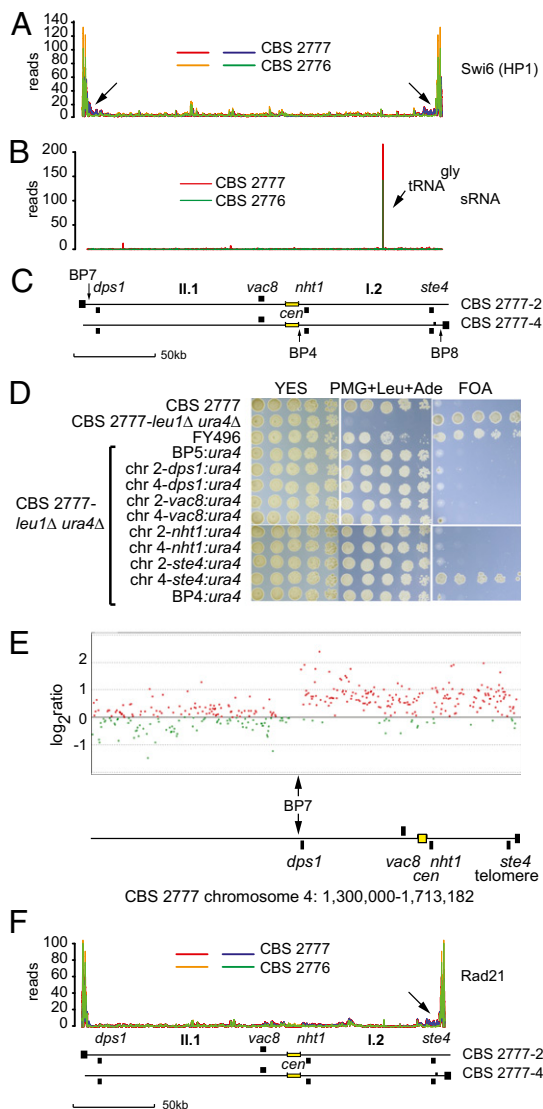 A
140
120
100
80
60
40
20
0
reads
CBS 2777
CBS 2776
Swi6 (HP1)
B
200
150
100
50
0
reads
CBS 2777
CBS 2776
tRNA gly
sRNA
C
BP7
dps1 II.1 vac8 nht1 I.2 ste4
CBS 2777-2
cen
CBS 2777-4
BP4 BP8
50kb
D
YES PMG+Leu+Ade FOA
CBS 2777
CBS 2777-leu1Δ ura4Δ
FY496
BP5:ura4
chr 2-dps1:ura4
chr 4-dps1:ura4
chr 2-vac8:ura4
chr 4-vac8:ura4
chr 2-nht1:ura4
chr 4-nht1:ura4
chr 2-ste4:ura4
chr 4-ste4:ura4
BP4:ura4
CBS 2777-
leu1Δ ura4Δ
E
2
1
0
-1
log2ratio
BP7
dps1 vac8 nht1 ste4
cen telomere
CBS 2777 chromosome 4: 1,300,000-1,713,182
F
100
80
60
40
20
0
reads
CBS 2777
CBS 2776
Rad21
dps1 II.1 vac8 nht1 I.2 ste4
CBS 2777-2
cen
CBS 2777-4
50kb